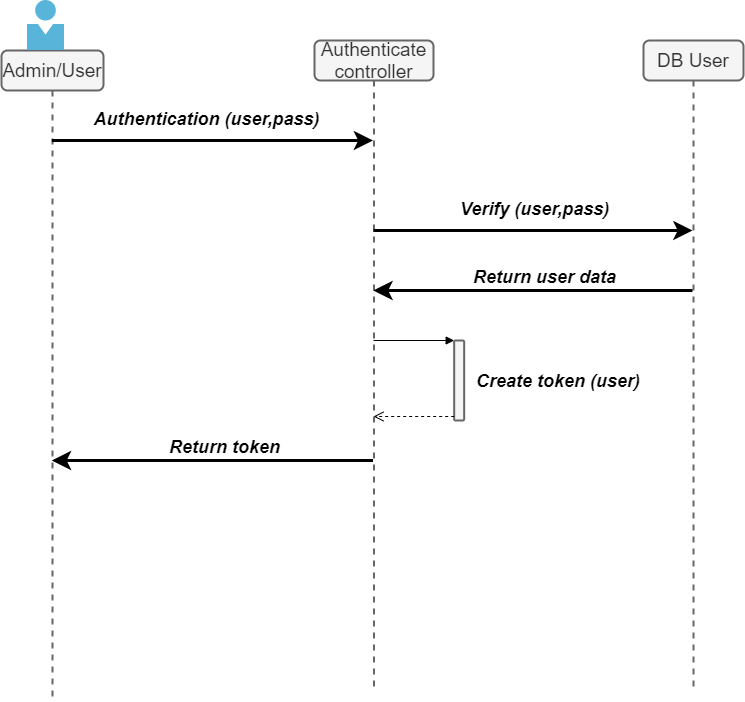 Admin/User
Authenticate
controller
DB User
Authentication (user,pass)
Verify (user,pass)
Return user data
Create token (user)
Return token